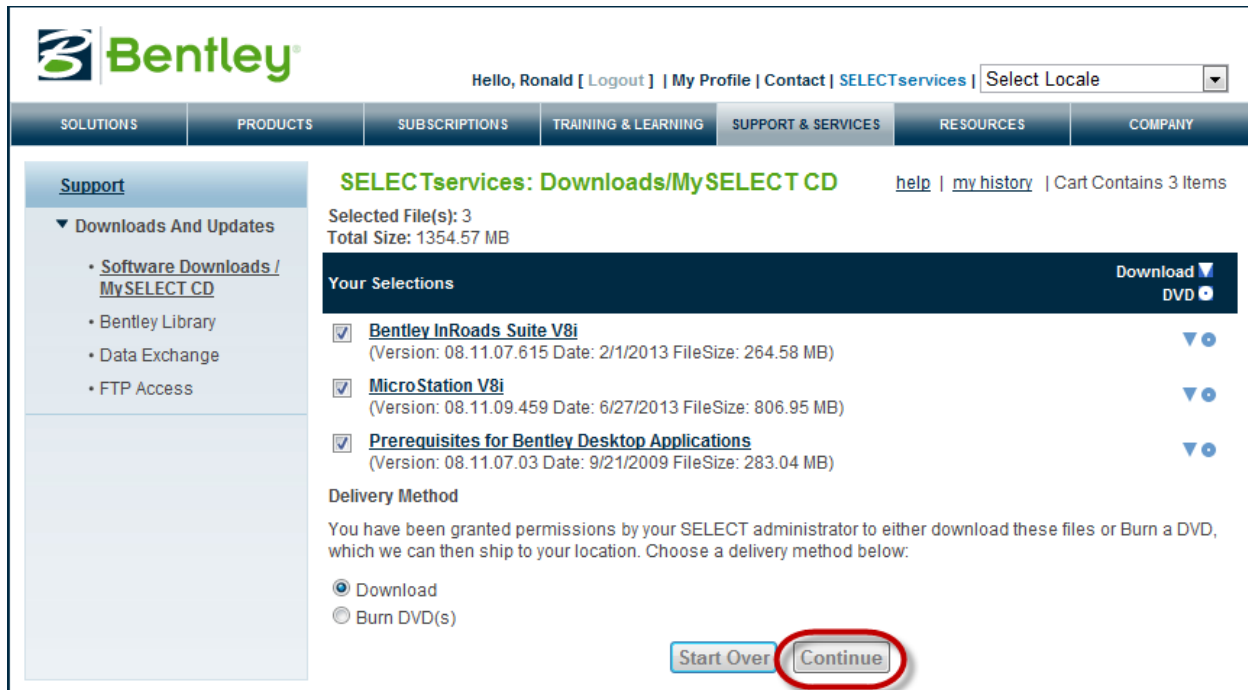 Bentley
Hello, Ronald [ Logout ] | My Profile | Contact | SELECTservices | Select Locale
SOLUTIONS PRODUCTS SUBSCRIPTIONS TRAINING & LEARNING SUPPORT & SERVICES RESOURCES COMPANY
Support
Downloads And Updates
• Software Downloads /
MySELECT CD
• Bentley Library
• Data Exchange
• FTP Access
SELECTservices: Downloads/MySELECT CD help | my history | Cart Contains 3 Items
Selected File(s): 3
Total Size: 1354.57 MB
Your Selections
Download
DVD
Bentley InRoads Suite V8i
(Version: 08.11.07.615 Date: 2/1/2013 FileSize: 264.58 MB)
MicroStation V8i
(Version: 08.11.09.459 Date: 6/27/2013 FileSize: 806.95 MB)
Prerequisites for Bentley Desktop Applications
(Version: 08.11.07.03 Date: 9/21/2009 FileSize: 283.04 MB)
Delivery Method
You have been granted permissions by your SELECT administrator to either download these files or Burn a DVD,
which we can then ship to your location. Choose a delivery method below:
Download
Burn DVD(s)
Start Over Continue